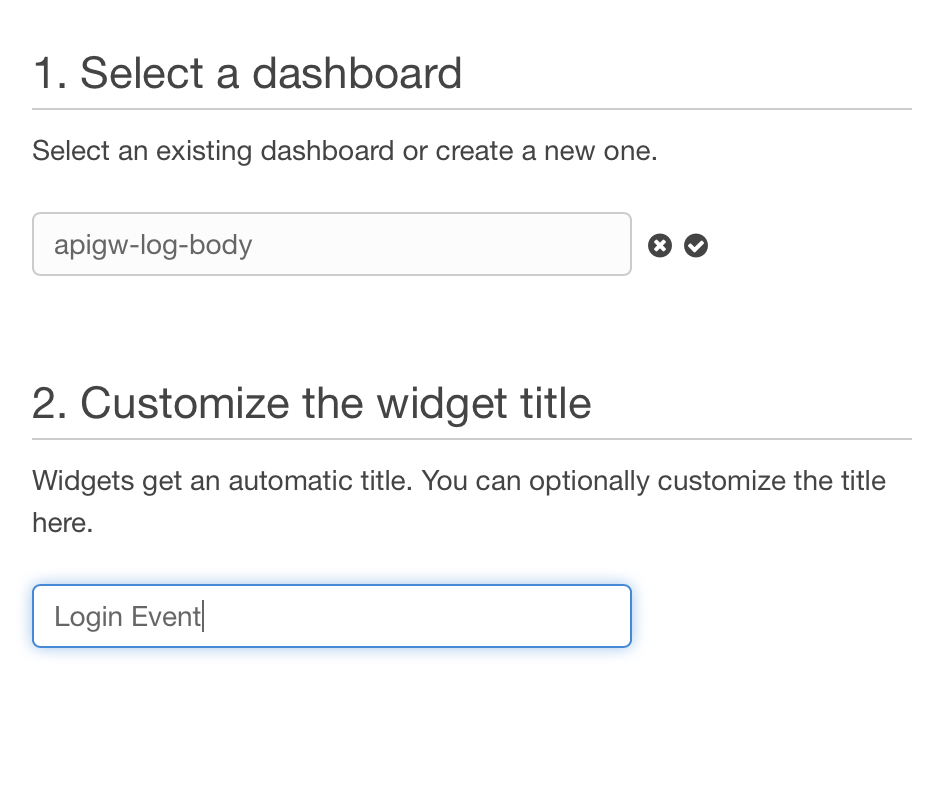 1. Select a dashboard
Select an existing dashboard or create a new one.
apigw-log-body
2. Customize the widget title
Widgets get an automatic title. You can optionally customize the title
here.
Login Event